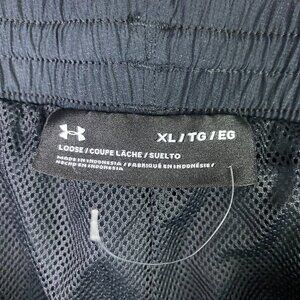 XL/TG/EG
LOOSE/COUPE LÂCHE/SUELTO
MADE IN INDONESIA / FABRIQUÉ EN INDONÉSIE /
HECHO EN INDONESIA